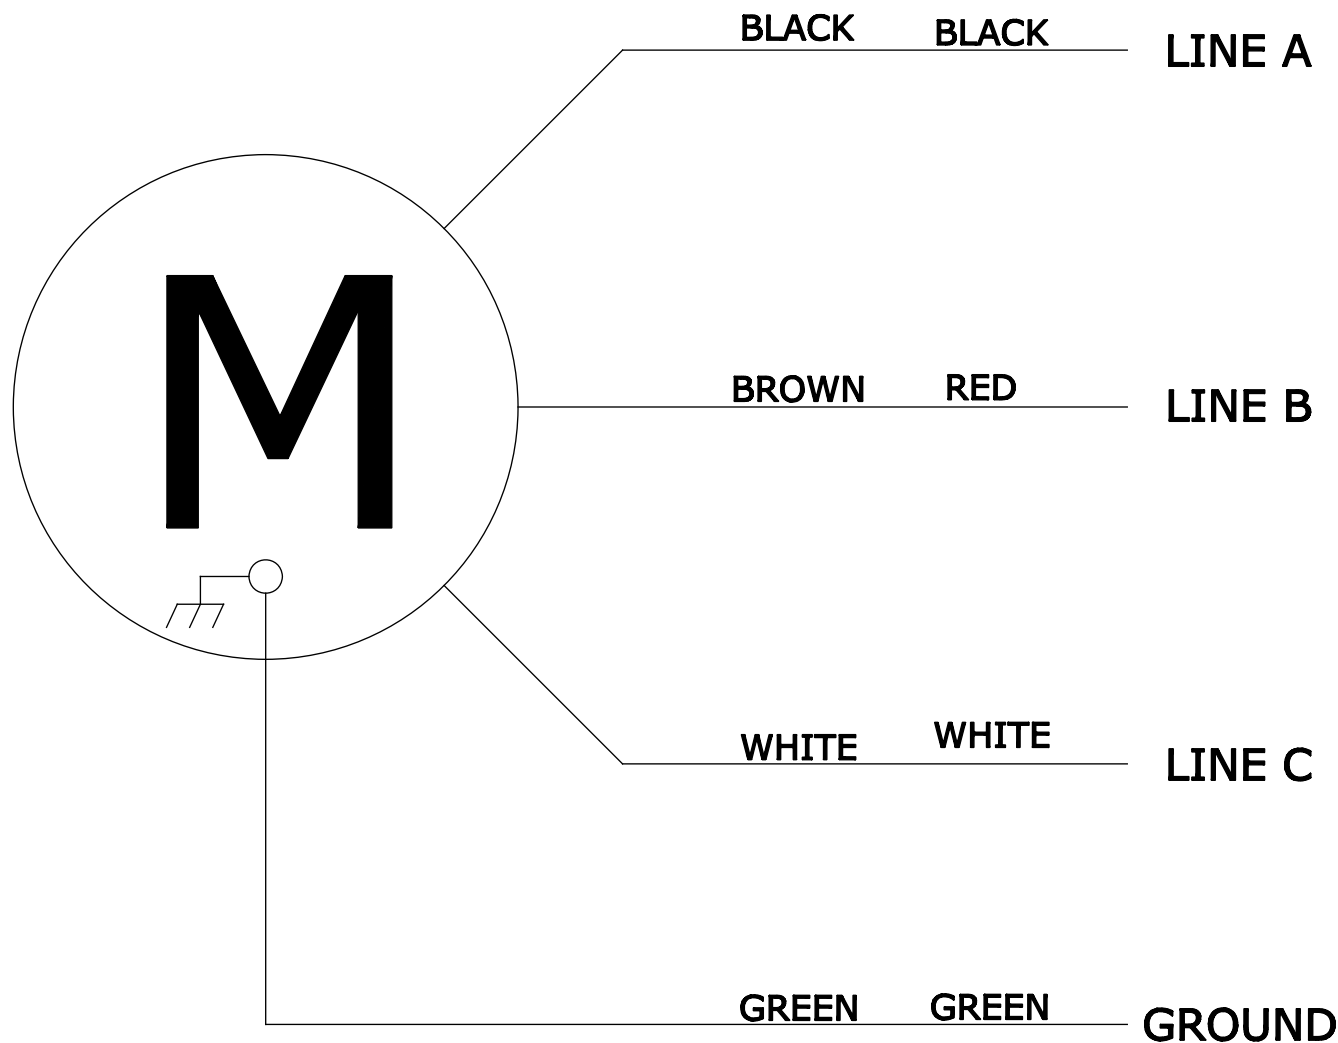 BLACK BLACK LINE A
M
BROWN RED LINE B
WHITE WHITE LINE C
GREEN GREEN GROUND